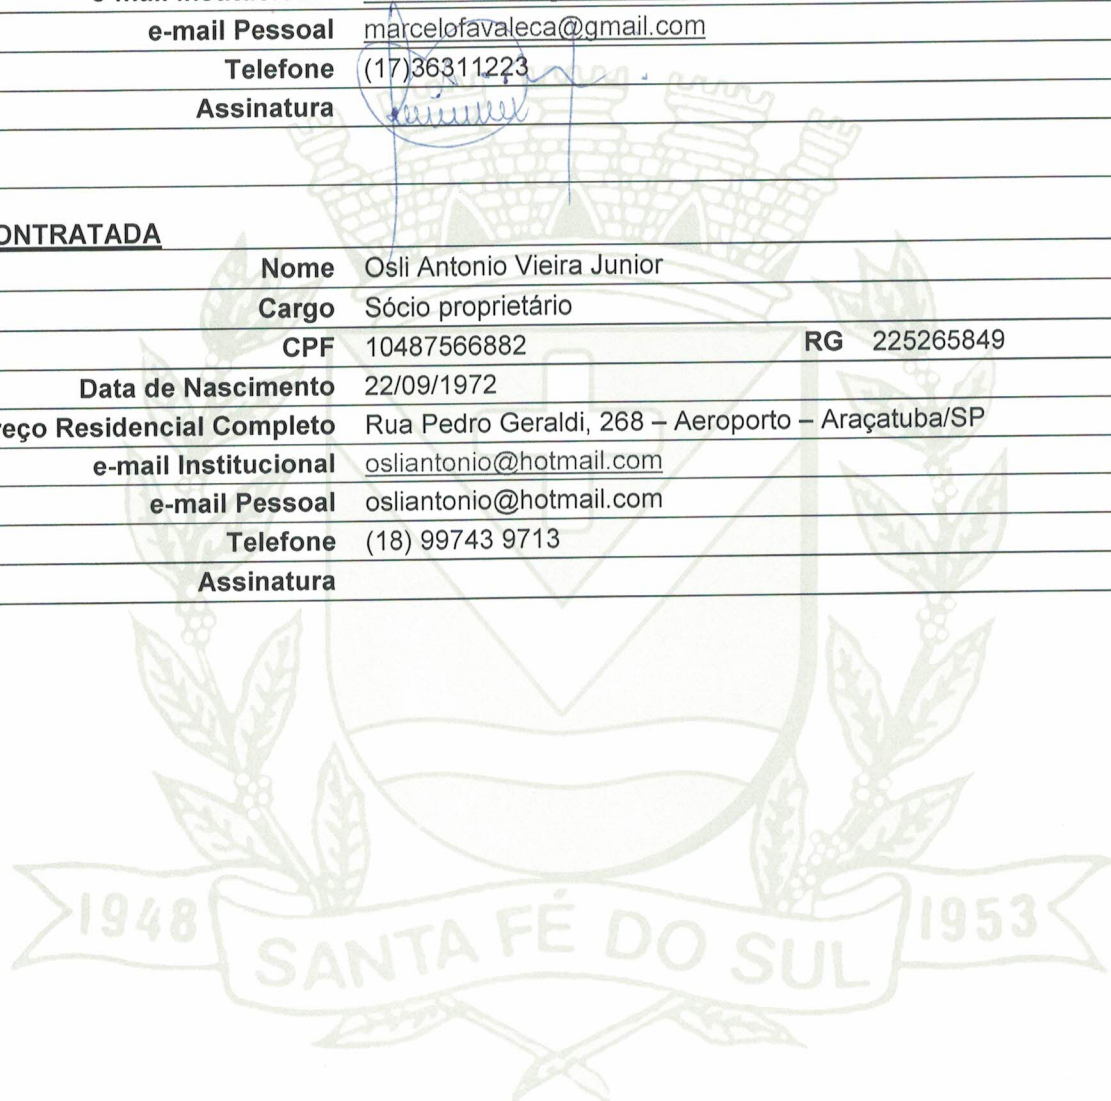 e-mail Pessoal marcelofavaleca@gmail.com
Telefone (17)36311223
Assinatura
ONTRATADA
Nome Osli Antonio Vieira Junior
Cargo Sócio proprietário
CPF 10487566882 RG 225265849
Data de Nascimento 22/09/1972
reço Residencial Completo Rua Pedro Geraldi, 268 – Aeroporto – Araçatuba/SP
e-mail Institucional osliantonio@hotmail.com
e-mail Pessoal osliantonio@hotmail.com
Telefone (18) 99743 9713
Assinatura
1948 SANTA FÉ DO SUL 1953